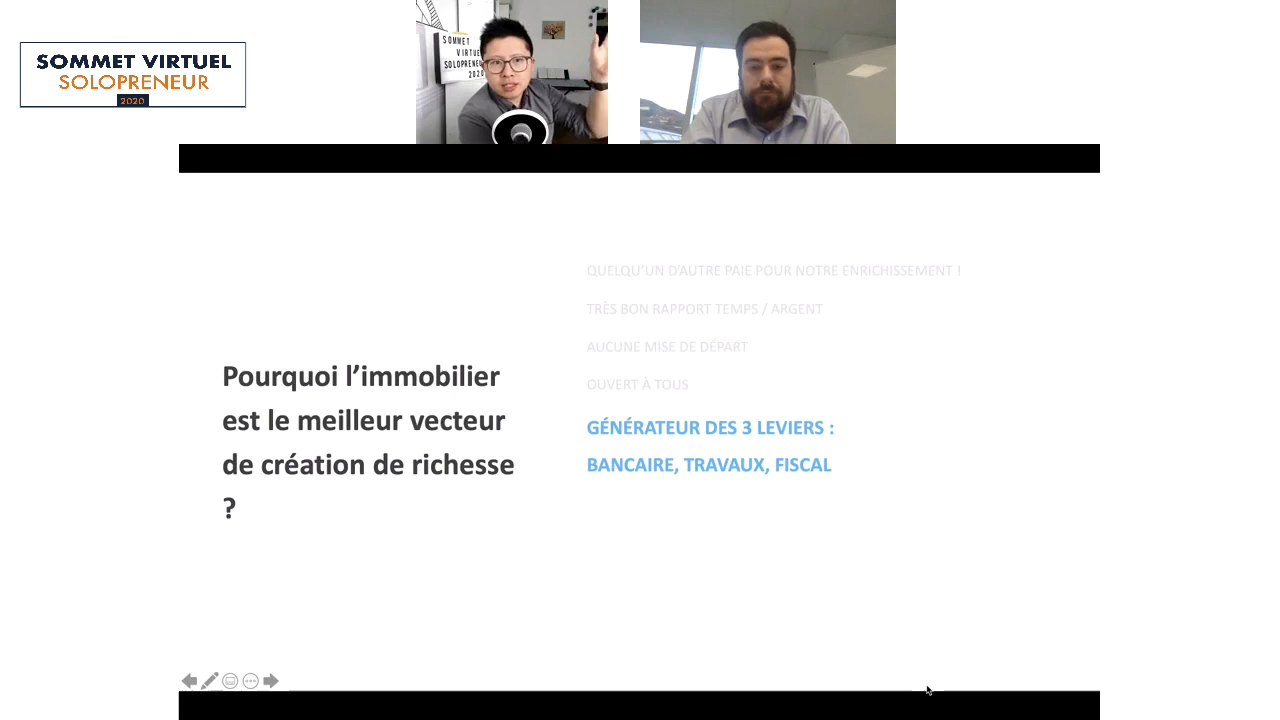 SOMMET VIRTUEL
SOLOPRENEUR
2020
SOMMET
VIRTUE
SOLOPRENEU
2020
QUELQU'UN D'AUTRE PAIE POUR NOTRE ENRICHISSEMENT !
TRÈS BON RAPPORT TEMPS / ARGENT
AUCUNE MISE DE DÉPART
OUVERT À TOUS
Pourquoi l’immobilier
est le meilleur vecteur
de création de richesse
?
GÉNÉRATEUR DES 3 LEVIERS :
BANCAIRE, TRAVAUX, FISCAL